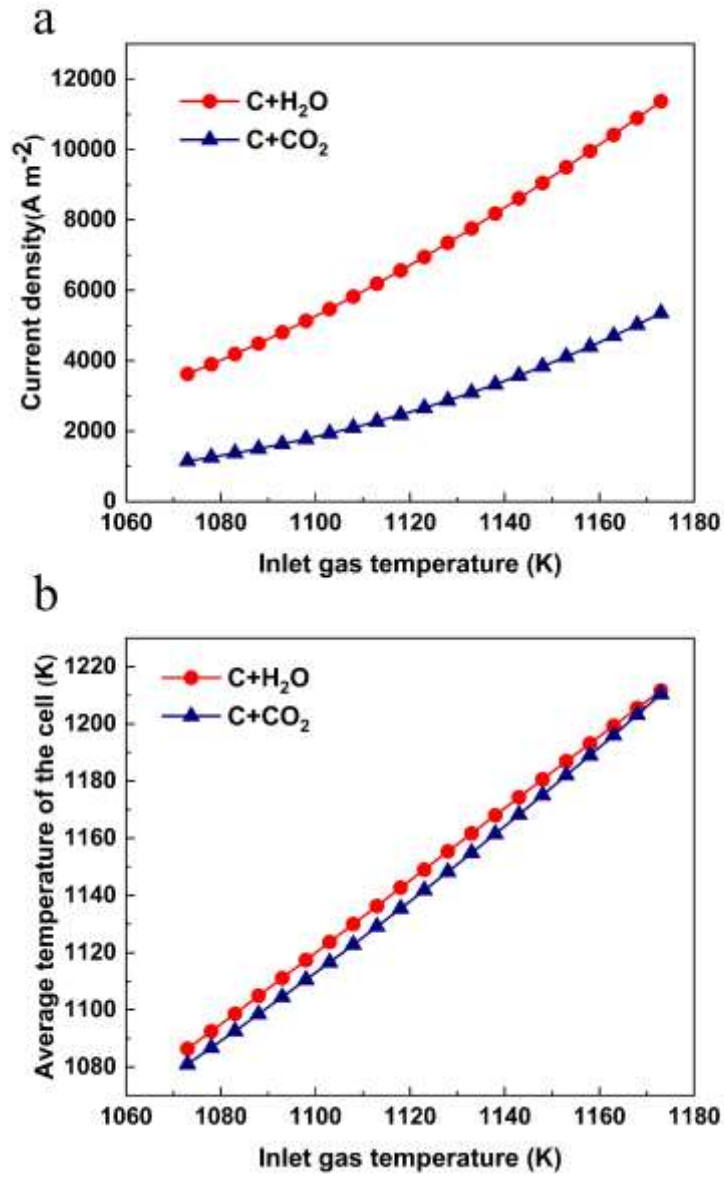 a
12000
10000
8000
6000
4000
2000
0
Current density(A m⁻²)
C+H₂O
C+CO₂
1060 1080 1100 1120 1140 1160 1180
Inlet gas temperature (K)
b
1220
1200
1180
1160
1140
1120
1100
1080
Average temperature of the cell (K)
C+H₂O
C+CO₂
1060 1080 1100 1120 1140 1160 1180
Inlet gas temperature (K)